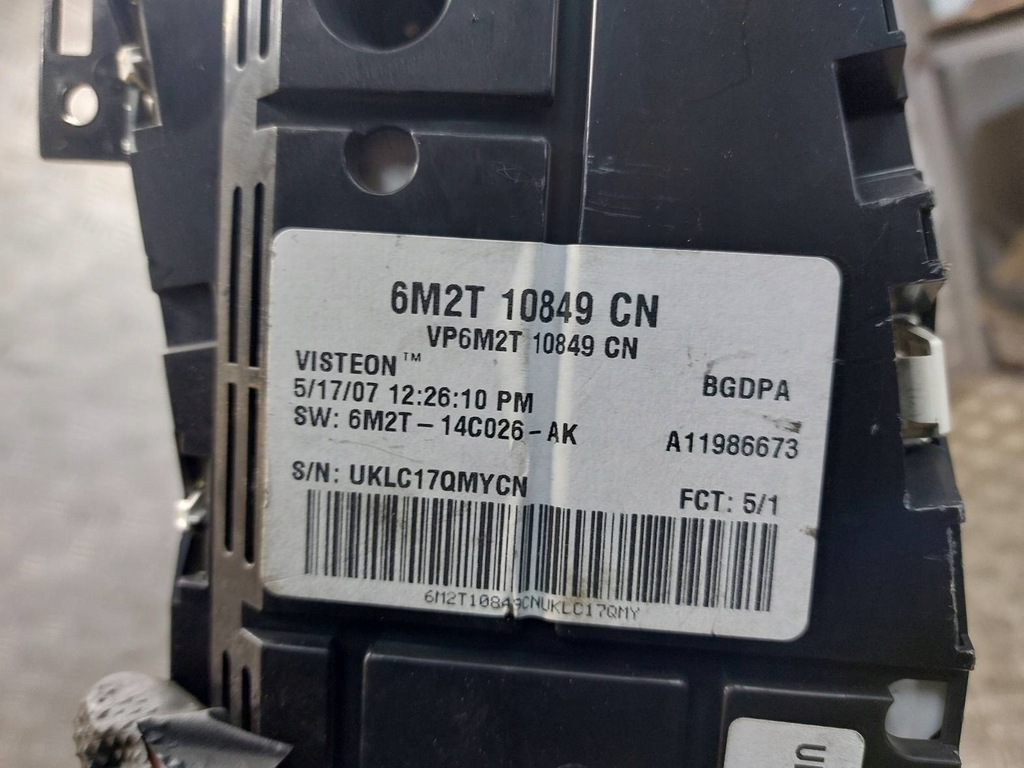 6M2T 10849 CN
VP6M2T 10849 CN
VISTEON™
5/17/07 12:26:10 PM
BGDPA
SW: 6M2T-14C026-AK
A11986673
S/N: UKLC17QMYCN
FCT: 5/1
6M2T10849CNUKLC17QMY